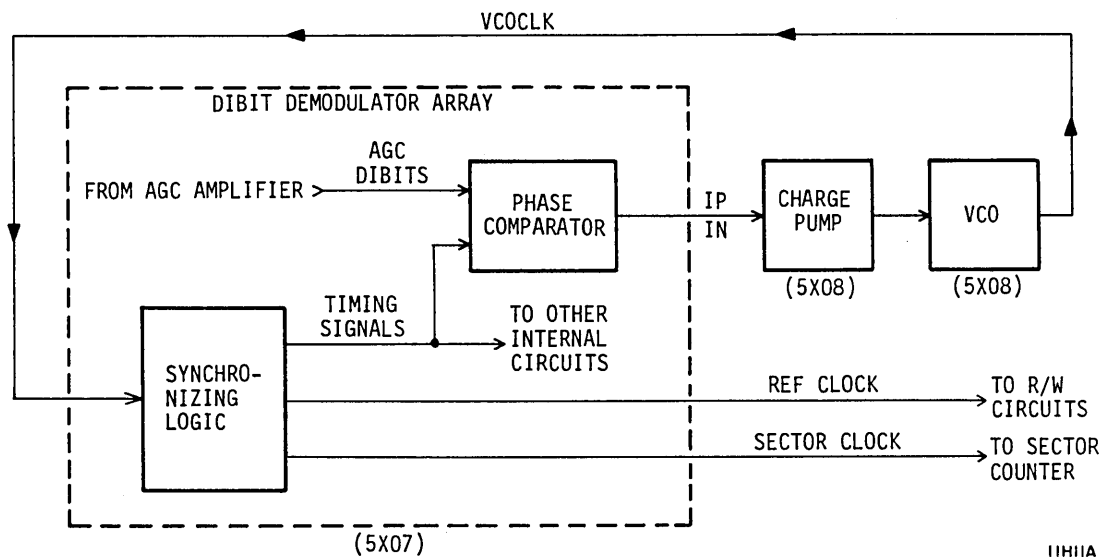 VCOCLK
DIBIT DEMODULATOR ARRAY
AGC
DIBITS
FROM AGC AMPLIFIER
PHASE
COMPARATOR
IP
IN
CHARGE
PUMP
VCO
(5X08)
(5X08)
TIMING
SIGNALS
TO OTHER
INTERNAL
CIRCUITS
SYNCHRO-
NIZING
LOGIC
REF CLOCK
TO R/W
CIRCUITS
SECTOR CLOCK
TO SECTOR
COUNTER
(5X07)